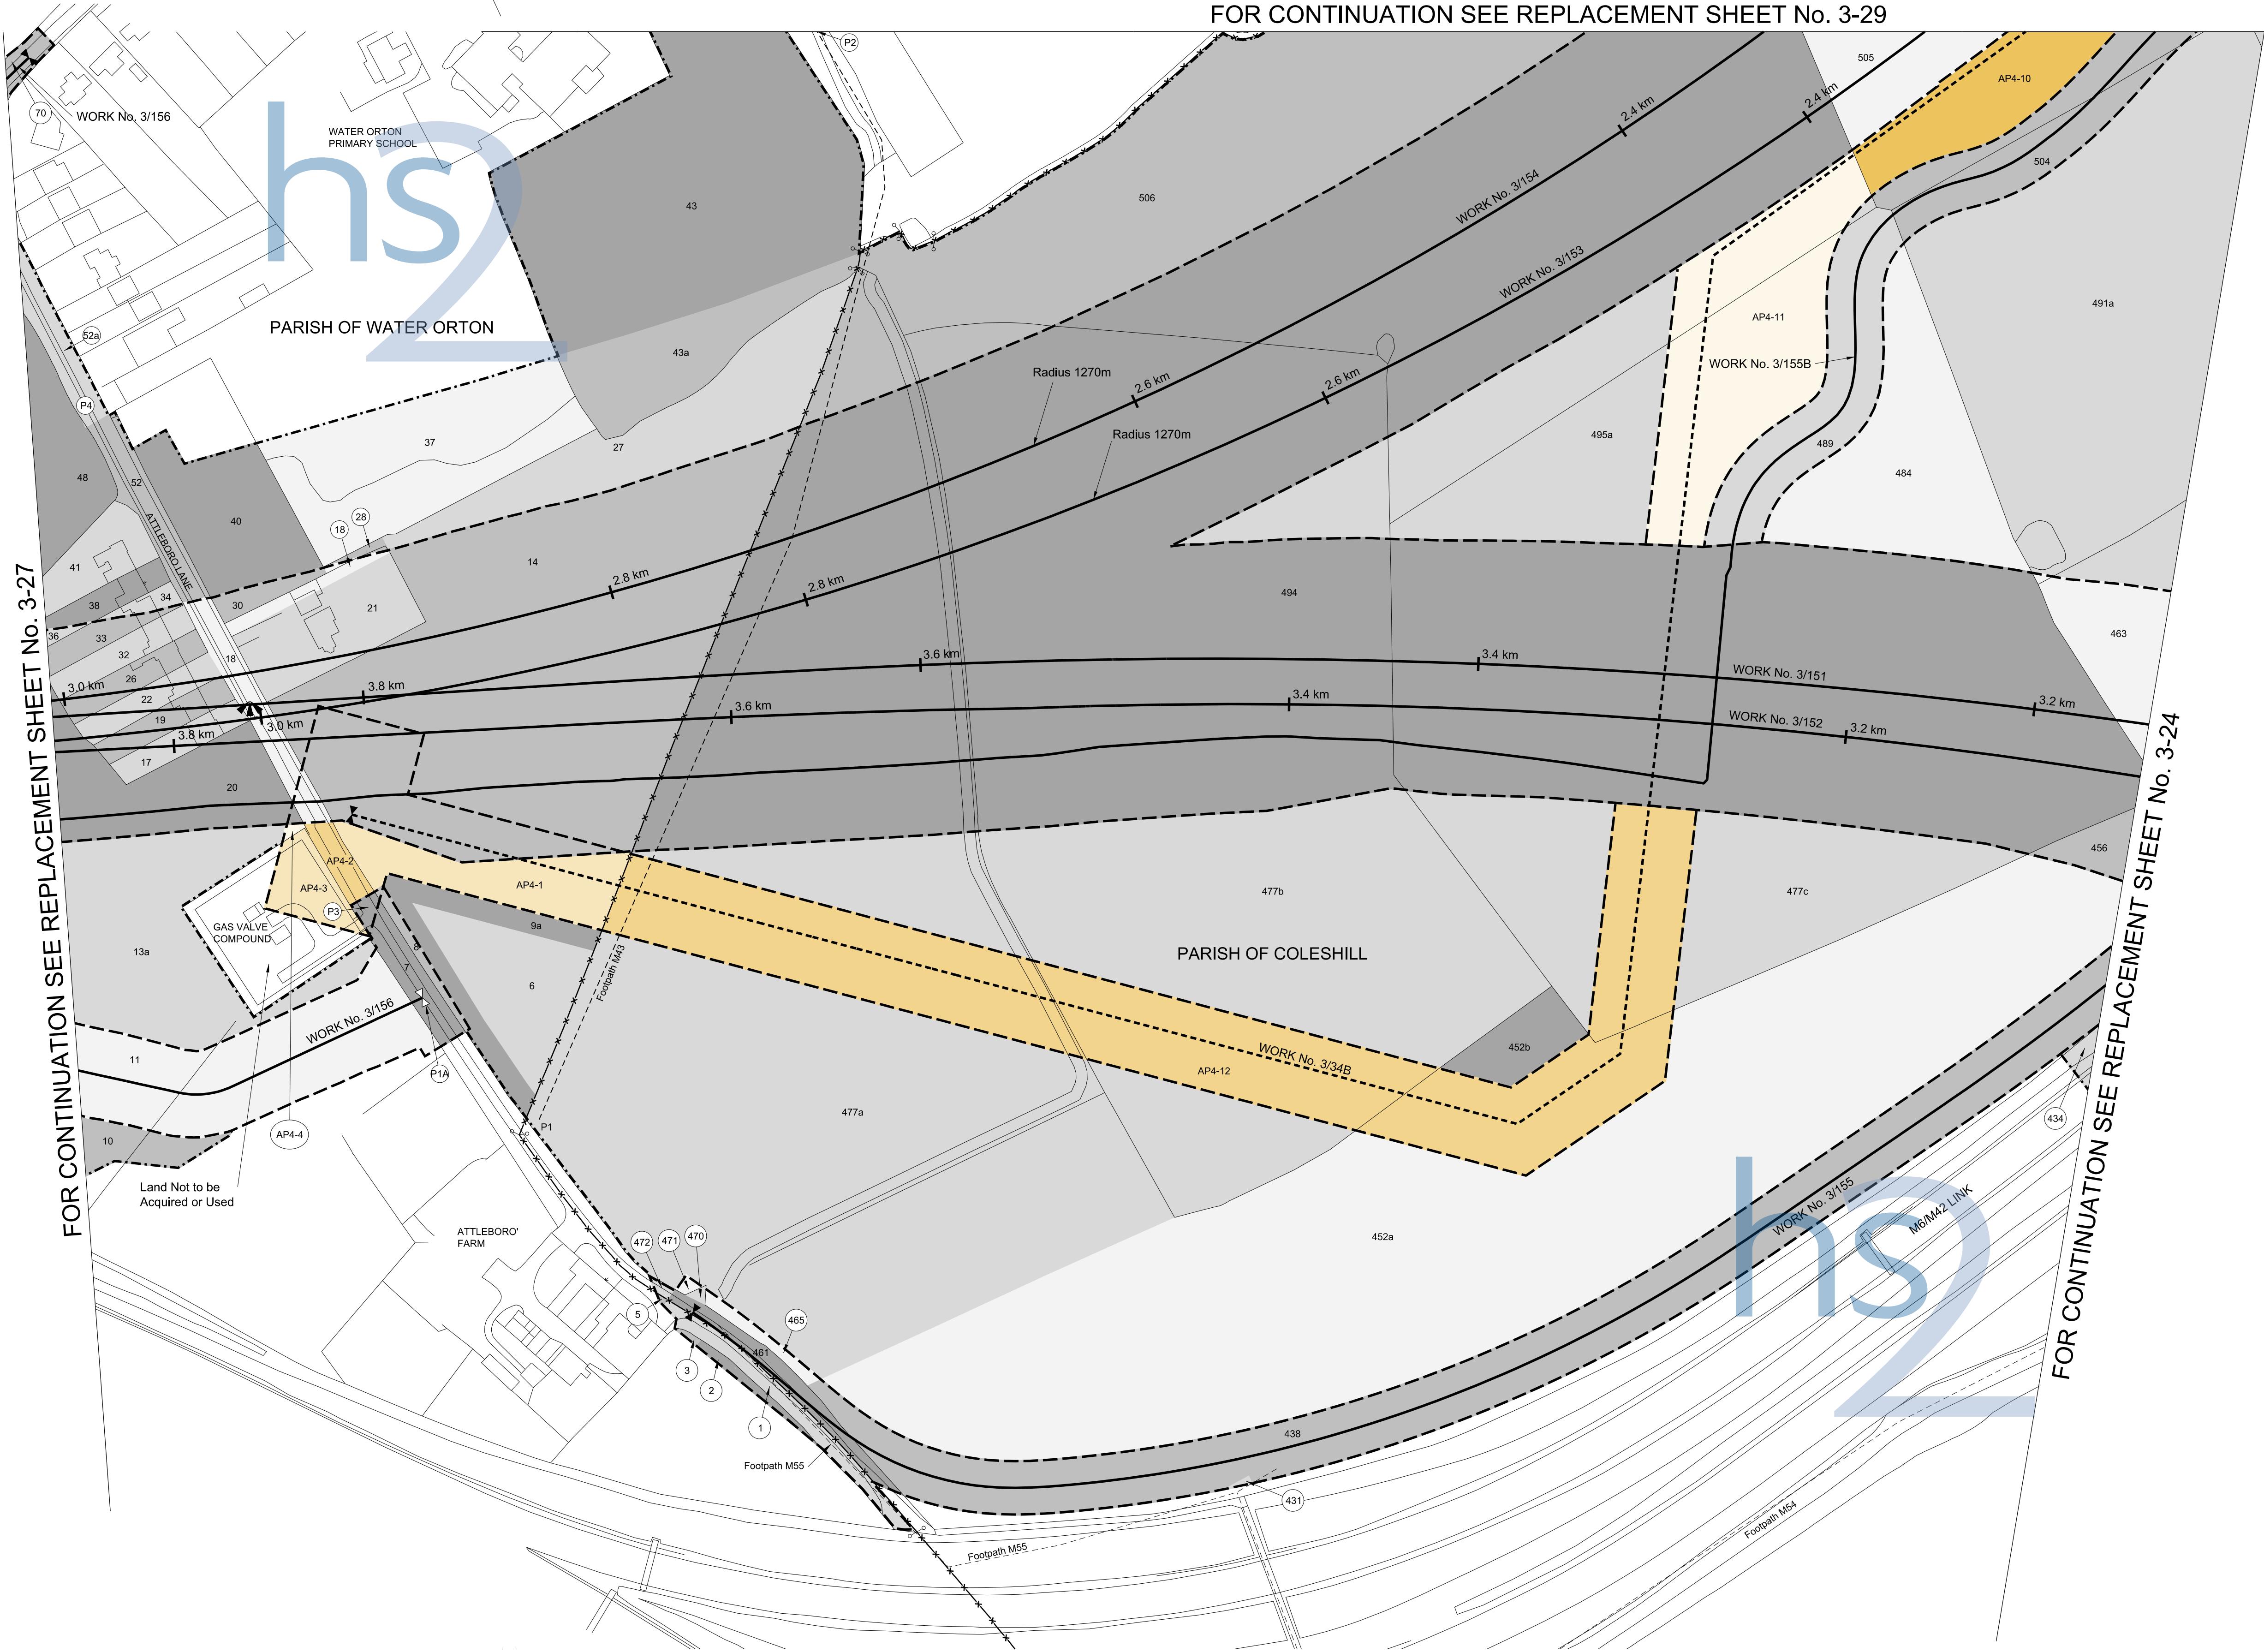 FOR CONTINUATION SEE REPLACEMENT SHEET No. 3-29
P2
505
AP4-10
70
WORK No. 3/156
WATER ORTON
PRIMARY SCHOOL
hs2
2.4 km
2.4 km
504
43
506
WORK No. 3/154
WORK No. 3/153
491a
AP4-11
PARISH OF WATER ORTON
52a
43a
WORK No. 3/155B
Radius 1270m
2.6 km
2.6 km
P4
Radius 1270m
37
27
495a
489
484
48
52
40
ATTLEBORO LANE
18
28
14
2.8 km
2.8 km
494
41
38
34
30
21
36
33
32
18
463
26
22
19
17
3.0 km
3.8 km
3.6 km
3.4 km
WORK No. 3/151
3.2 km
3.0 km
3.8 km
3.6 km
3.4 km
WORK No. 3/152
3.2 km
20
FOR CONTINUATION SEE REPLACEMENT SHEET No. 3-27
FOR CONTINUATION SEE REPLACEMENT SHEET No. 3-24
456
AP4-2
AP4-3
AP4-1
477b
477c
P3
GAS VALVE
COMPOUND
9a
13a
8
7
6
Footpath M43
PARISH OF COLESHILL
WORK No. 3/156
11
P1A
WORK No. 3/34B
AP4-12
452b
477a
434
10
AP4-4
P1
Land Not to be
Acquired or Used
ATTLEBORO'
FARM
WORK No. 3/155
M6/M42 LINK
hs2
452a
472
471
470
5
465
461
3
2
1
438
Footpath M55
431
Footpath M55
Footpath M54